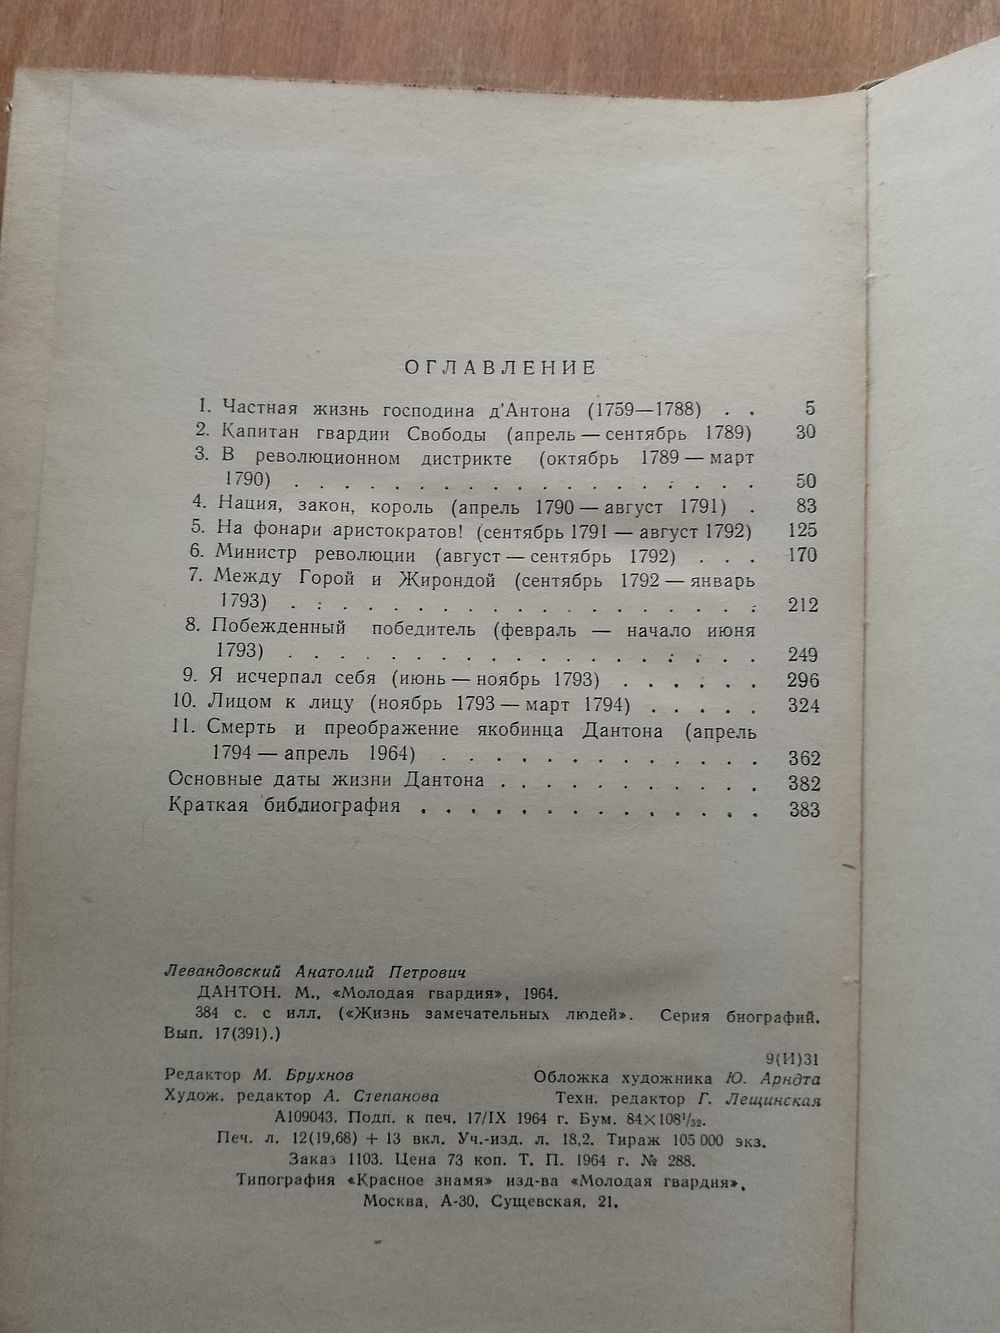 ОГЛАВЛЕНИЕ
1. Частная жизнь господина д'Антона (1759—1788) . . 5
2. Капитан гвардии Свободы (апрель — сентябрь 1789) 30
3. В революционном дистрикте (октябрь 1789 — март
1790) . . . . . . . . . . . . . . . . . 50
4. Нация, закон, король (апрель 1790 — август 1791) . 83
5. На фонари аристократов! (сентябрь 1791 — август 1792) 125
6. Министр революции (август — сентябрь 1792) . . . 170
7. Между Горой и Жирондой (сентябрь 1792 — январь
1793) . . . . . . . . . . . . . . . . . . 212
8. Побежденный победитель (февраль — начало июня
1793) . . . . . . . . . . . . . . . . . . 249
9. Я исчерпал себя (июнь — ноябрь 1793) . . . . . . 296
10. Лицом к лицу (ноябрь 1793 — март 1794) . . . . . 324
11. Смерть и преображение якобинца Дантона (апрель
1794 — апрель 1964) . . . . . . . . . . . . . 362
Основные даты жизни Дантона . . . . . . . . . . . 382
Краткая библиография . . . . . . . . . . . . . . 383
Левандовский Анатолий Петрович
ДАНТОН. М., «Молодая гвардия», 1964.
384 с. с илл. («Жизнь замечательных людей». Серия биографий.
Вып. 17(391).)
9(И)31
Редактор М. Брухнов Обложка художника Ю. Арндта
Худож. редактор А. Степанова Техн. редактор Г. Лещинская
А109043. Подп. к печ. 17/IX 1964 г. Бум. 84×108¹/₃₂.
Печ. л. 12(19,68) + 13 вкл. Уч.-изд. л. 18,2. Тираж 105 000 экз.
Заказ 1103. Цена 73 коп. Т. П. 1964 г. № 288.
Типография «Красное знамя» изд-ва «Молодая гвардия».
Москва, А-30, Сущевская, 21.